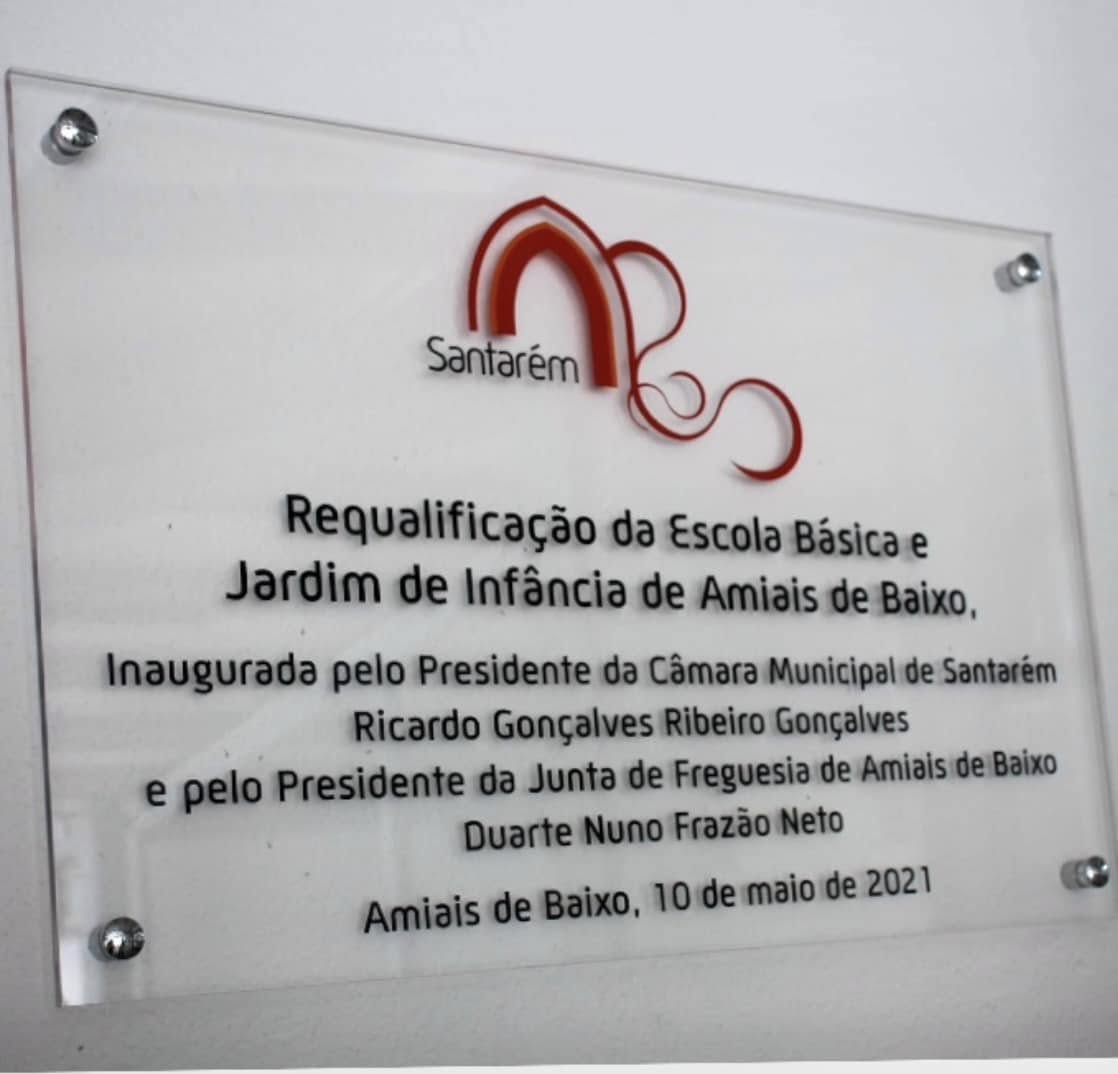 Santarém
Requalificação da Escola Básica e
Jardim de Infância de Amiais de Baixo,
Inaugurada pelo Presidente da Câmara Municipal de Santarém
Ricardo Gonçalves Ribeiro Gonçalves
e pelo Presidente da Junta de Freguesia de Amiais de Baixo
Duarte Nuno Frazão Neto
Amiais de Baixo, 10 de maio de 2021